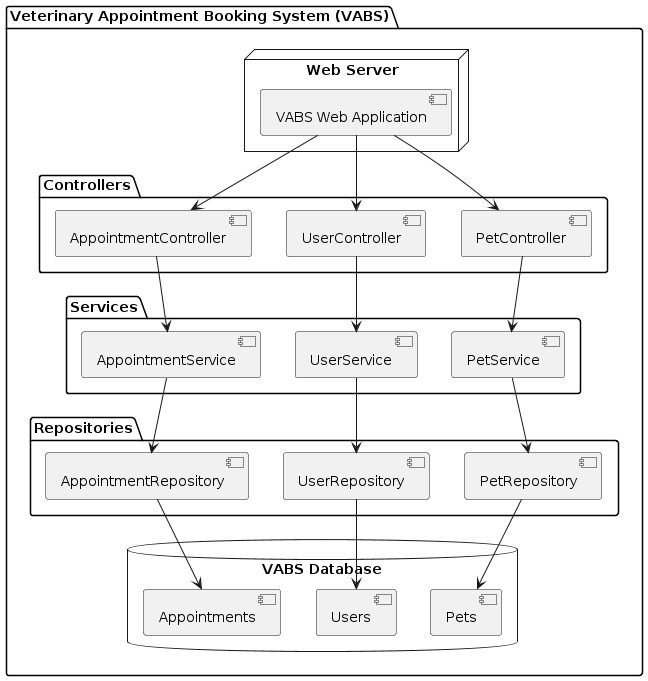 Veterinary Appointment Booking System (VABS)
Web Server
VABS Web Application
Controllers
AppointmentController
UserController
PetController
Services
AppointmentService
UserService
PetService
Repositories
AppointmentRepository
UserRepository
PetRepository
VABS Database
Appointments
Users
Pets